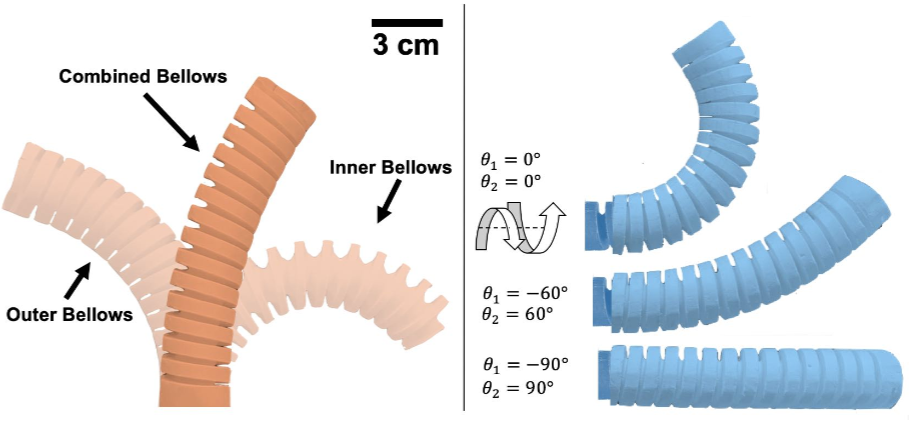 3 cm
Combined Bellows
Inner Bellows
Outer Bellows
θ₁ = 0°
θ₂ = 0°
θ₁ = −60°
θ₂ = 60°
θ₁ = −90°
θ₂ = 90°